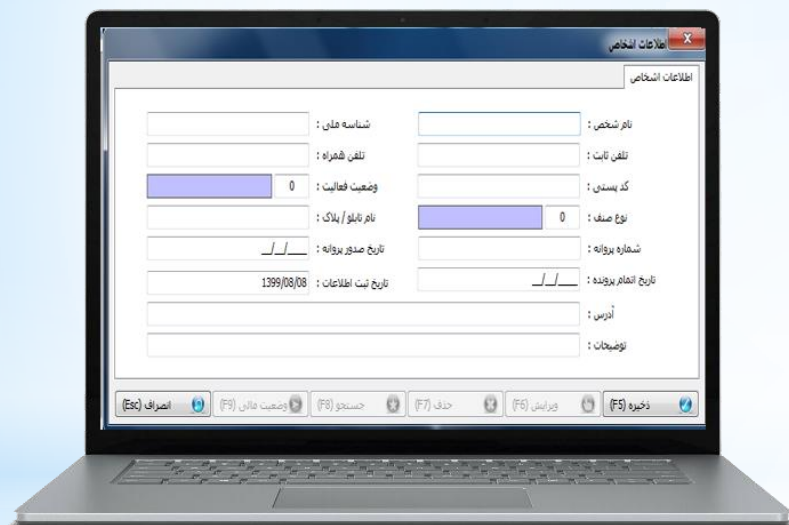 اطلاعات اشخاص
اطلاعات اشخاص
نام شخص : شناسه ملی :
تلفن ثابت : تلفن همراه :
کد پستی : وضعیت فعالیت : 0
نوع صنف : 0 نام تابلو / پلاک :
شماره پروانه : تاریخ صدور پروانه : __/__/____
تاریخ اتمام پرونده : __/__/____ تاریخ ثبت اطلاعات : 1399/08/08
آدرس :
توضیحات :
ذخیره (F5) ویرایش (F6) حذف (F7) جستجو (F8) وضعیت مالی (F9) انصراف (Esc)